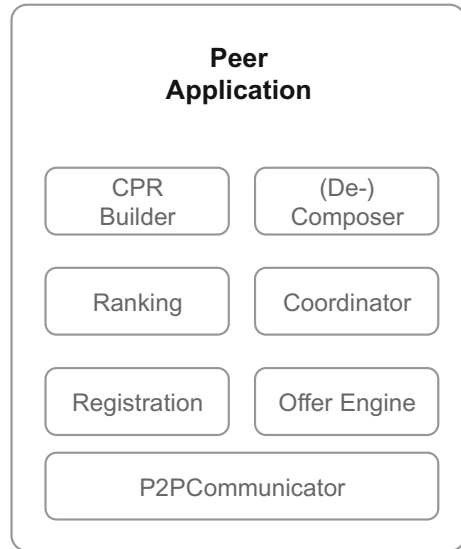 Peer
Application
CPR
Builder
(De-)
Composer
Ranking
Coordinator
Registration
Offer Engine
P2PCommunicator